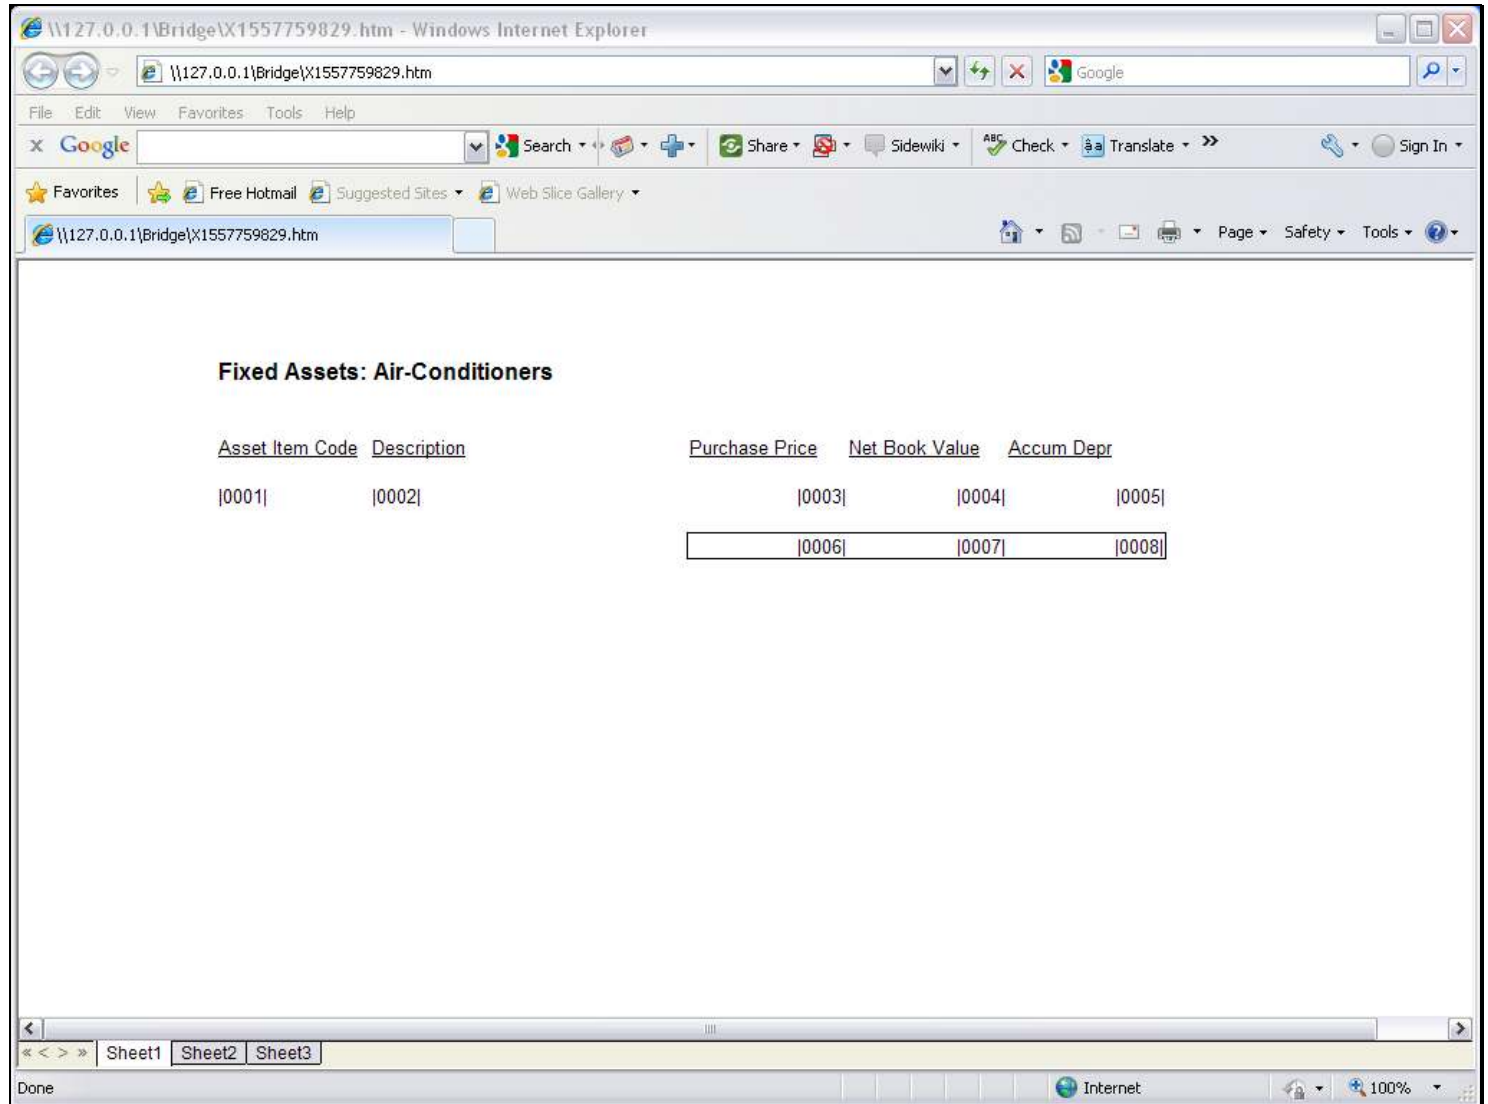 \\127.0.0.1\Bridge\X1557759829.htm - Windows Internet Explorer
\\127.0.0.1\Bridge\X1557759829.htm Google
File Edit View Favorites Tools Help
x Google Search Share Sidewiki ABC Check āa Translate » Sign In
Favorites Free Hotmail Suggested Sites Web Slice Gallery
\\127.0.0.1\Bridge\X1557759829.htm Page Safety Tools
Fixed Assets: Air-Conditioners
Asset Item Code Description Purchase Price Net Book Value Accum Depr
|0001| |0002| |0003| |0004| |0005|
|0006| |0007| |0008|
« < > » Sheet1 Sheet2 Sheet3
Done Internet 100%